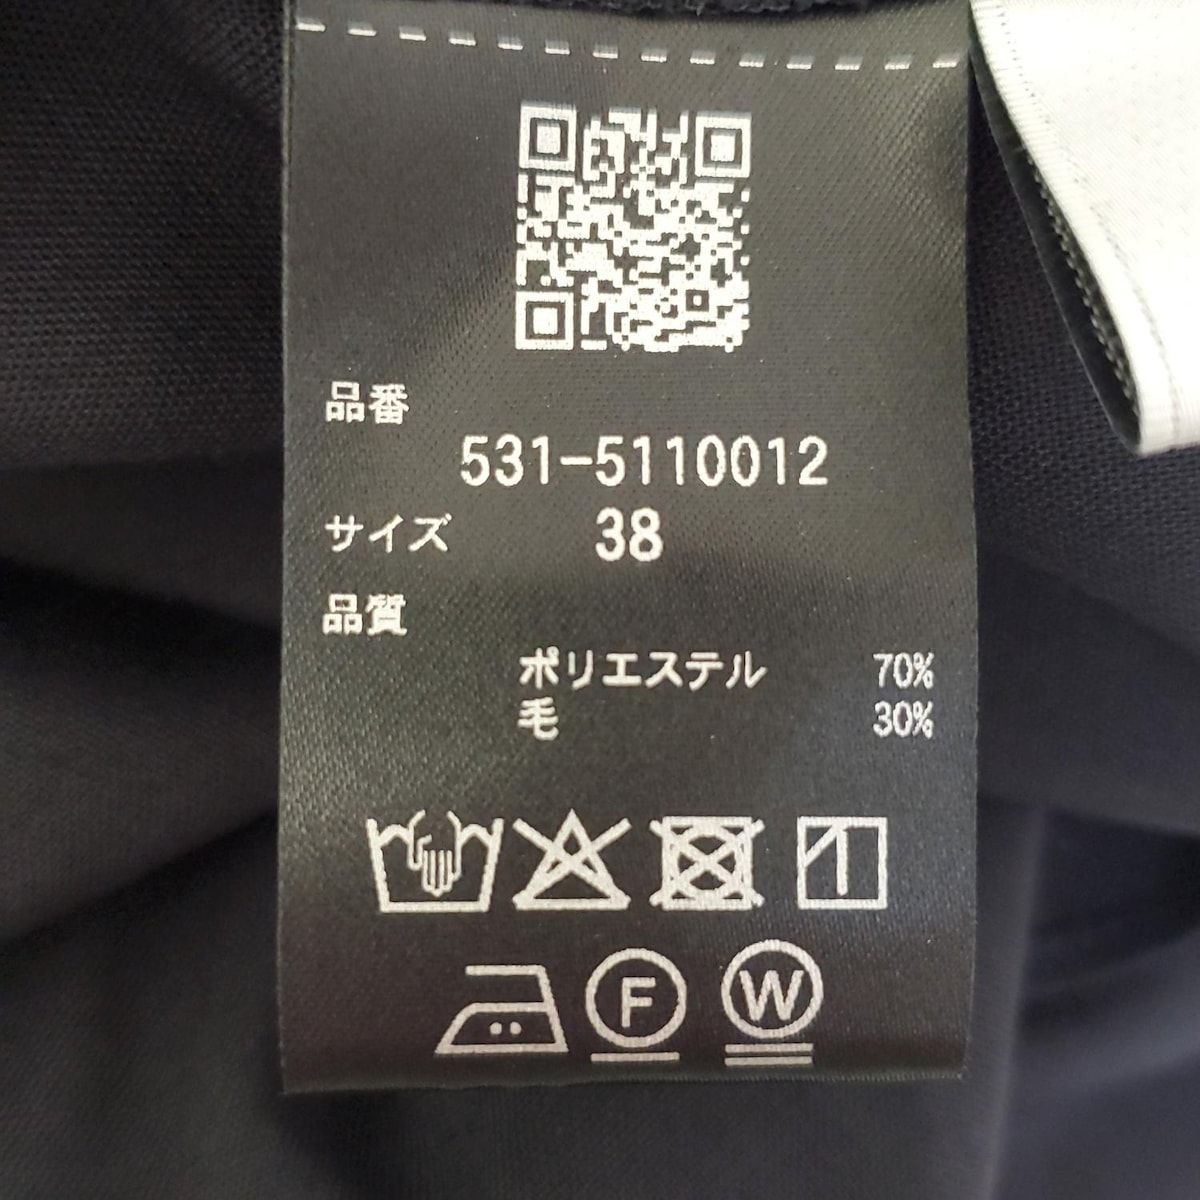 品番
531-5110012
サイズ 38
品質
ポリエステル 70%
毛 30%
F W